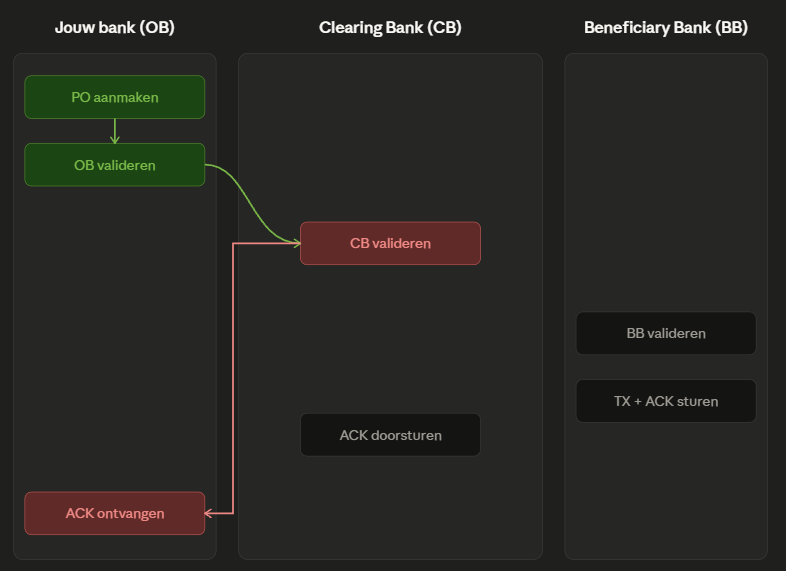 Jouw bank (OB)
Clearing Bank (CB)
Beneficiary Bank (BB)
PO aanmaken
OB valideren
CB valideren
BB valideren
TX + ACK sturen
ACK doorsturen
ACK ontvangen